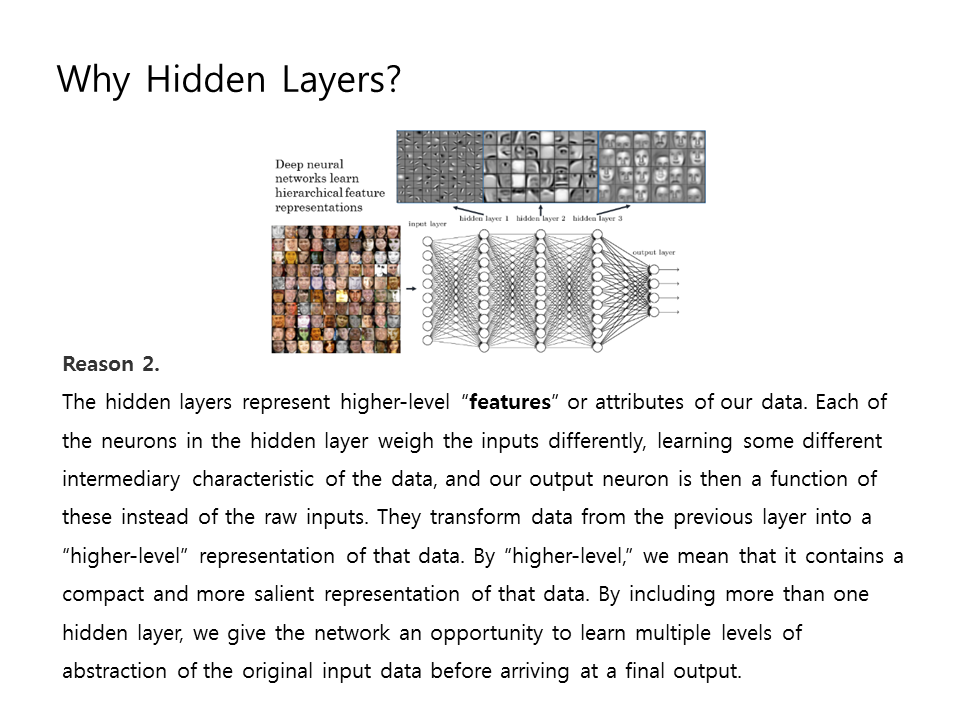 Why Hidden Layers?
Deep neural
networks learn
hierarchical feature
representations
hidden layer 1 hidden layer 2 hidden layer 3
input layer
output layer
Reason 2.
The hidden layers represent higher-level “features” or attributes of our data. Each of
the neurons in the hidden layer weigh the inputs differently, learning some different
intermediary characteristic of the data, and our output neuron is then a function of
these instead of the raw inputs. They transform data from the previous layer into a
“higher-level” representation of that data. By “higher-level,” we mean that it contains a
compact and more salient representation of that data. By including more than one
hidden layer, we give the network an opportunity to learn multiple levels of
abstraction of the original input data before arriving at a final output.